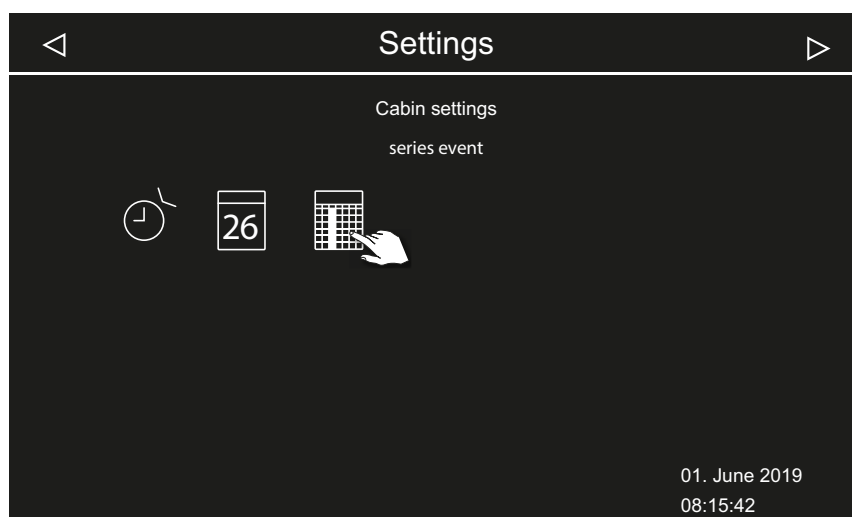 Settings
Cabin settings
series event
26
01. June 2019
08:15:42